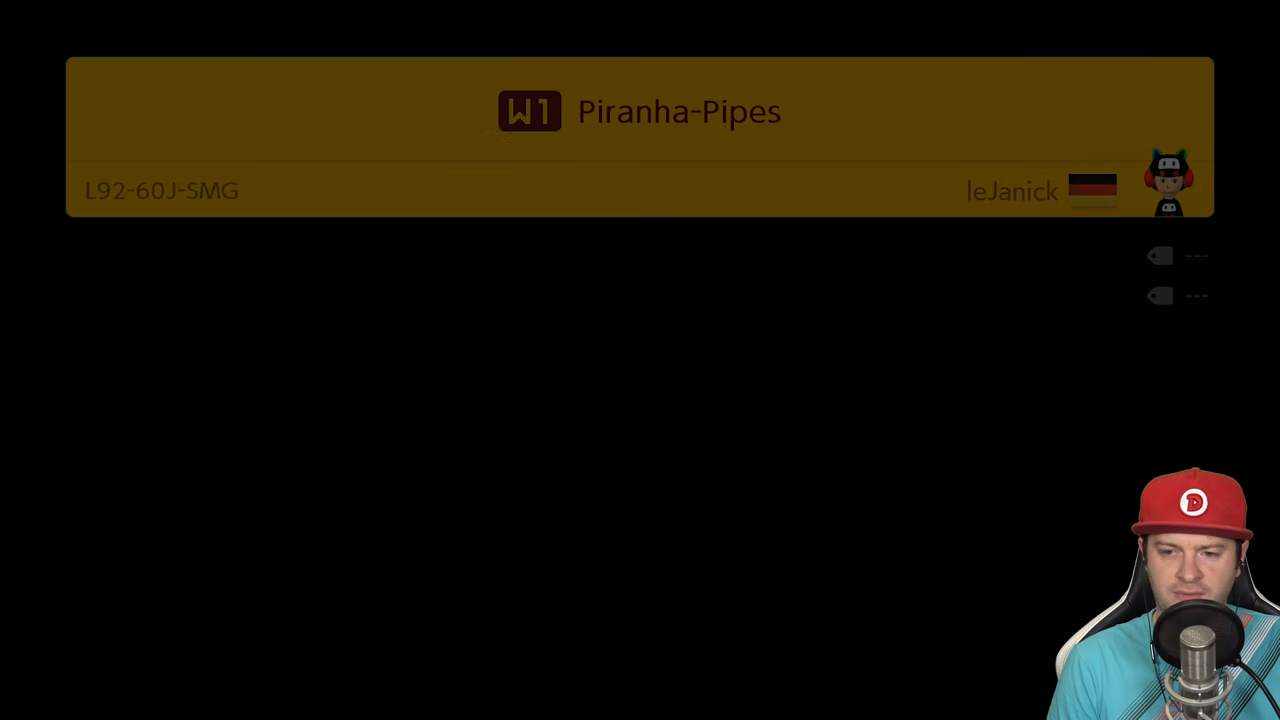 W1 Piranha-Pipes
L92-60J-SMG
leJanick
---
---
D